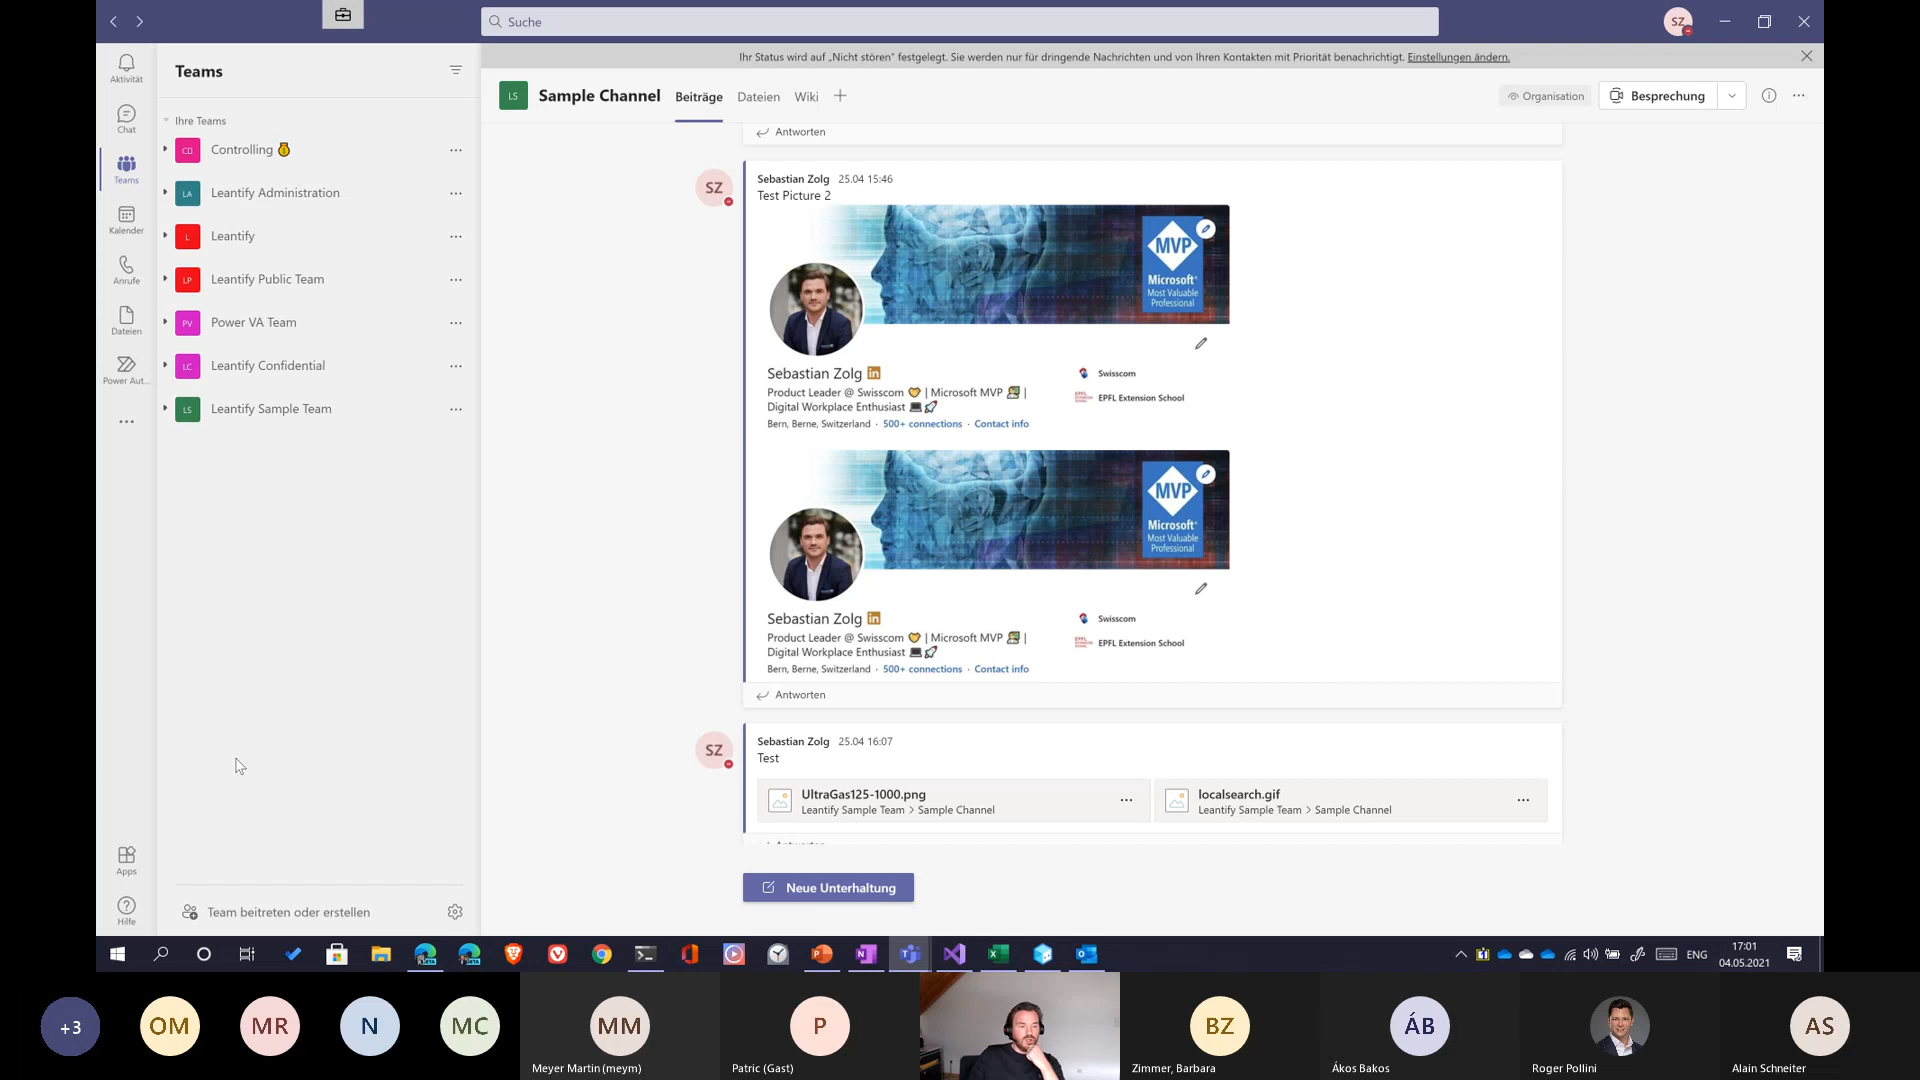 Suche
SZ
Ihr Status wird auf „Nicht stören" festgelegt. Sie werden nur für dringende Nachrichten und von Ihren Kontakten mit Priorität benachrichtigt. Einstellungen ändern.
Aktivität
Chat
Teams
Kalender
Anrufe
Dateien
Power Aut...
Apps
Hilfe
Teams
Ihre Teams
CD Controlling
LA Leantify Administration
L Leantify
LP Leantify Public Team
PV Power VA Team
LC Leantify Confidential
LS Leantify Sample Team
Team beitreten oder erstellen
LS Sample Channel Beiträge Dateien Wiki
Organisation Besprechung
Antworten
SZ
Sebastian Zolg 25.04 15:46
Test Picture 2
MVP
Microsoft®
Most Valuable
Professional
Sebastian Zolg in
Product Leader @ Swisscom | Microsoft MVP |
Digital Workplace Enthusiast
Bern, Berne, Switzerland · 500+ connections · Contact info
Swisscom
EPFL Extension School
MVP
Microsoft®
Most Valuable
Professional
Sebastian Zolg in
Product Leader @ Swisscom | Microsoft MVP |
Digital Workplace Enthusiast
Bern, Berne, Switzerland · 500+ connections · Contact info
Swisscom
EPFL Extension School
Antworten
SZ
Sebastian Zolg 25.04 16:07
Test
UltraGas125-1000.png
Leantify Sample Team > Sample Channel
localsearch.gif
Leantify Sample Team > Sample Channel
Neue Unterhaltung
ENG
17:01
04.05.2021
+3
OM
MR
N
MC
MM
Meyer Martin (meym)
P
Patric (Gast)
BZ
Zimmer, Barbara
ÁB
Ákos Bakos
Roger Pollini
AS
Alain Schneiter